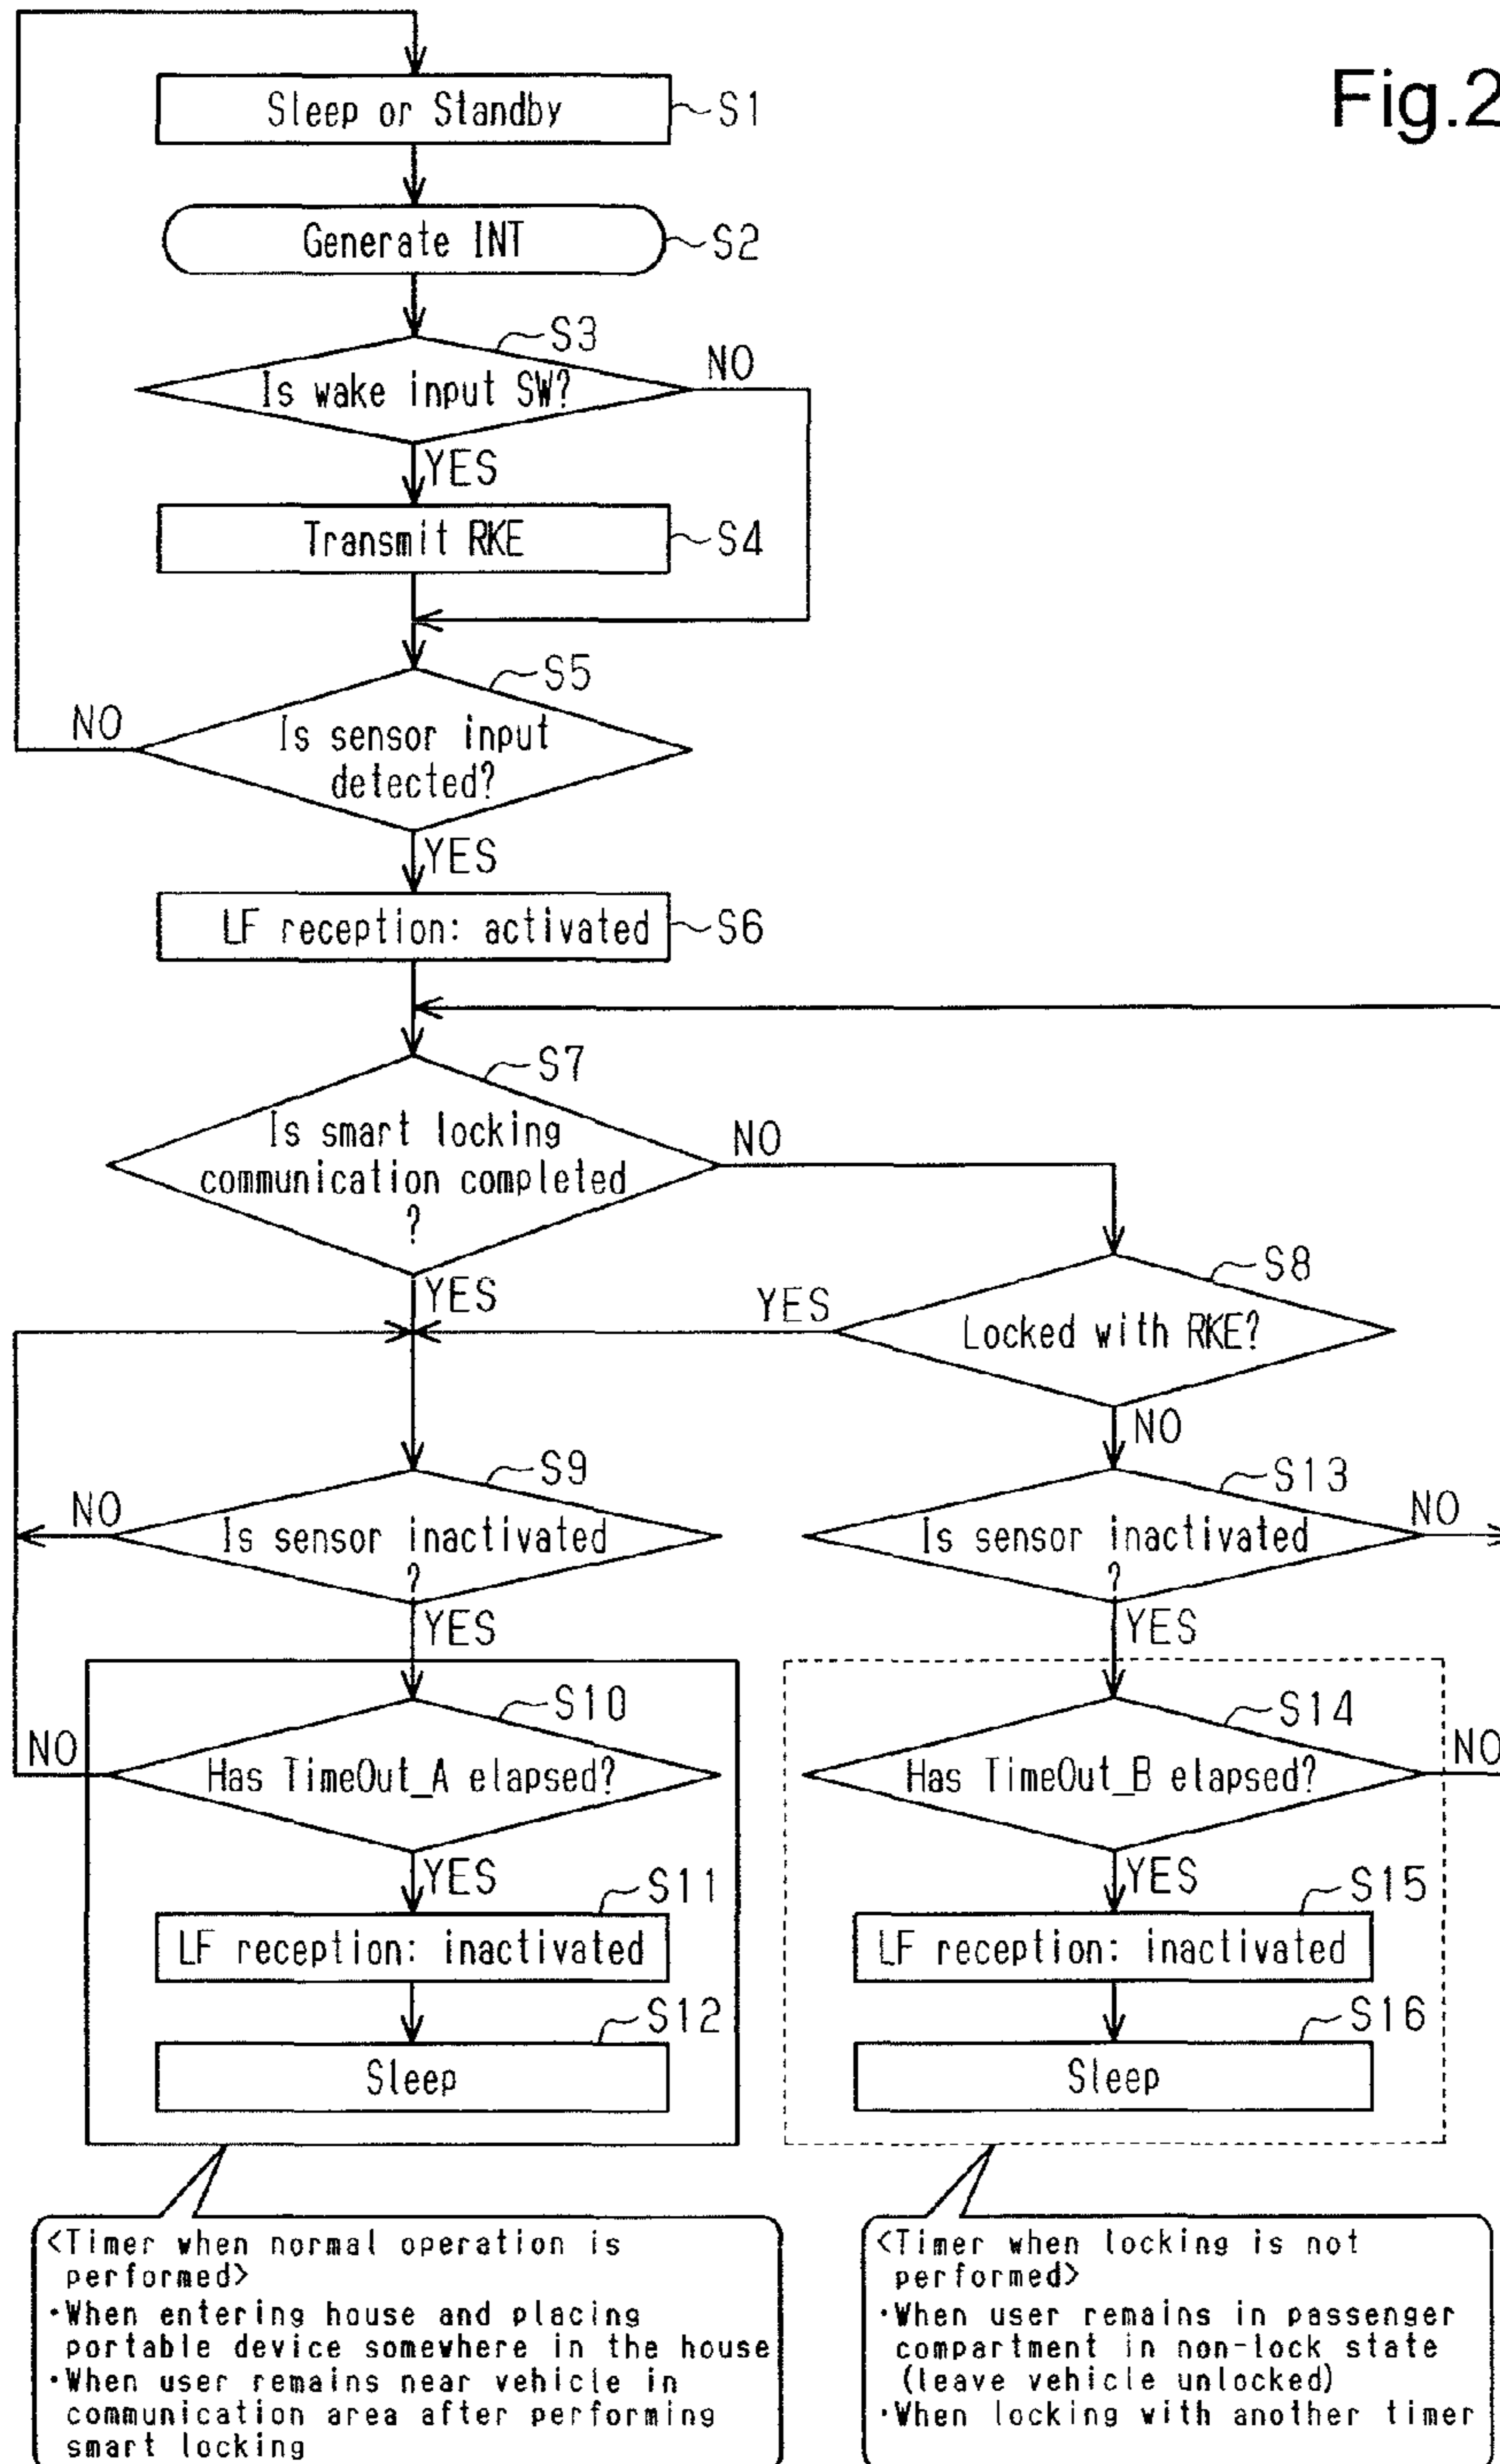 Fig.2
Sleep or Standby
S1
Generate INT
S2
S3
Is wake input SW?
NO
YES
Transmit RKE
S4
S5
NO
Is sensor input
detected?
YES
LF reception: activated
S6
S7
Is smart locking
communication completed
?
NO
YES
S8
YES
Locked with RKE?
NO
S9
NO
Is sensor inactivated
?
YES
S13
Is sensor inactivated
?
NO
YES
S10
NO
Has TimeOut_A elapsed?
YES
S11
LF reception: inactivated
S12
Sleep
S14
Has TimeOut_B elapsed?
NO
YES
S15
LF reception: inactivated
S16
Sleep
<Timer when normal operation is
performed>
·When entering house and placing
portable device somewhere in the house
·When user remains near vehicle in
communication area after performing
smart locking
<Timer when locking is not
performed>
·When user remains in passenger
compartment in non-lock state
(leave vehicle unlocked)
·When locking with another timer